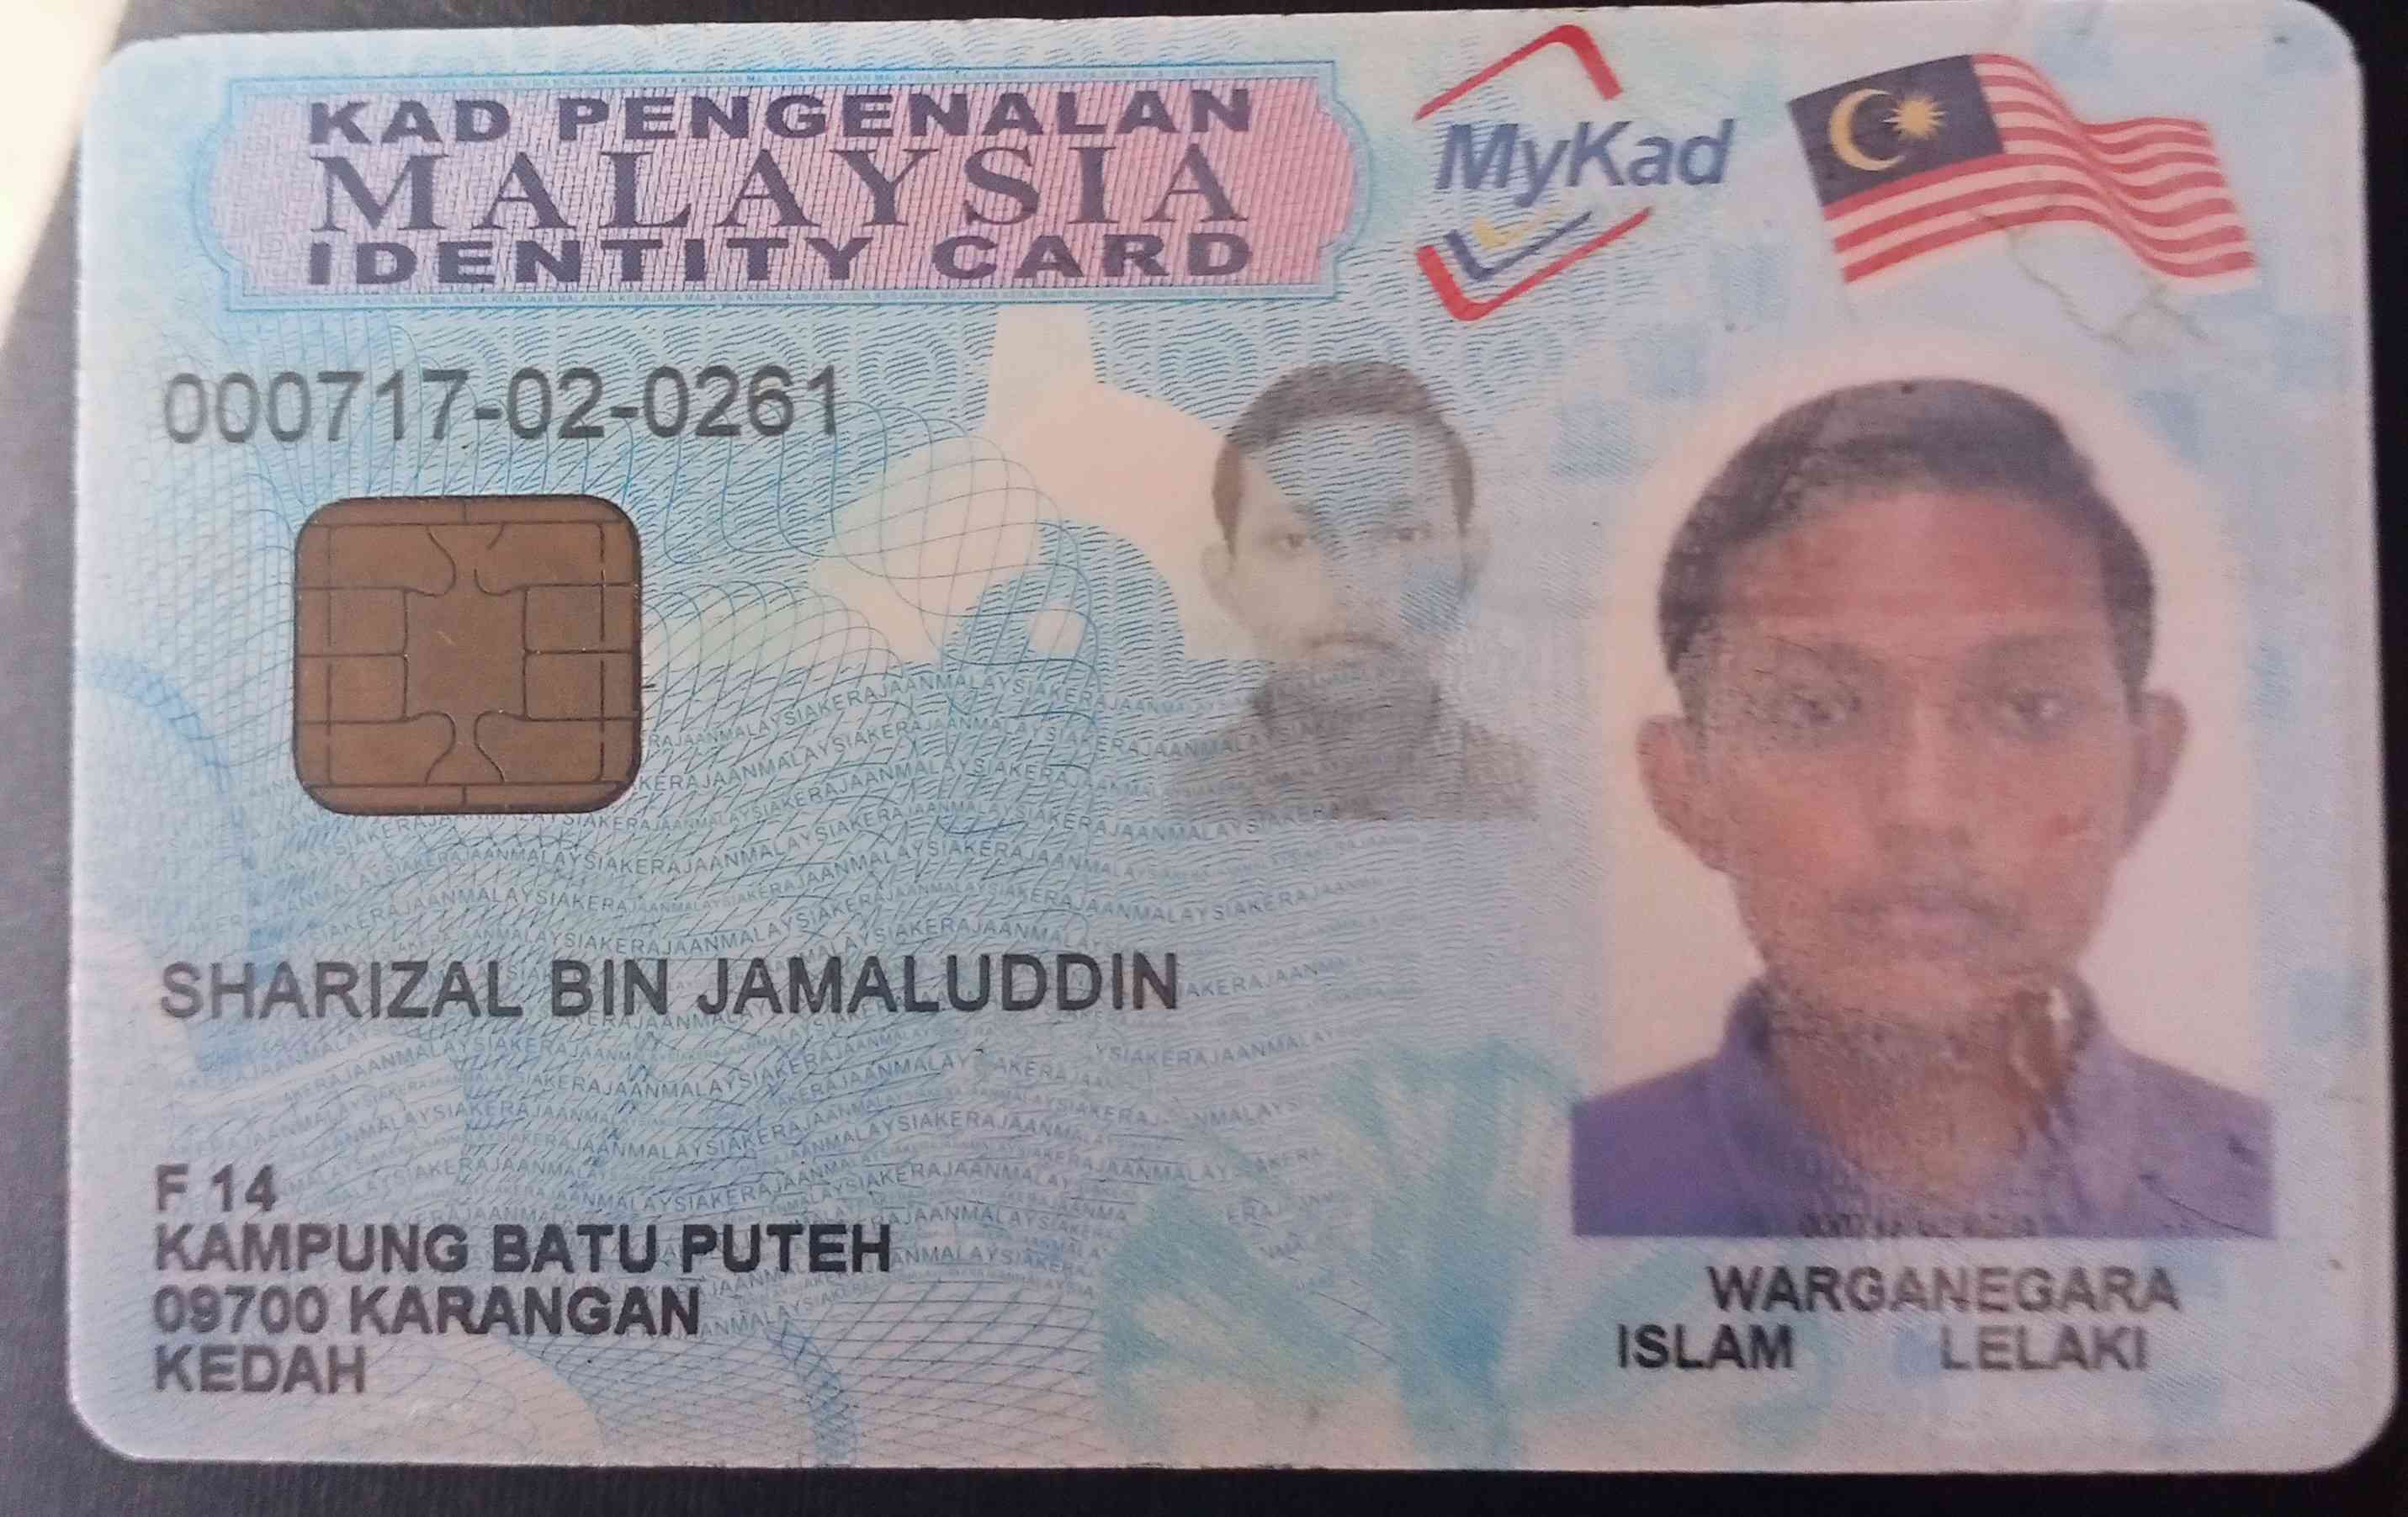 KAD PENGENALAN
MALAYSIA
IDENTITY CARD
MyKad
000717-02-0261
SHARIZAL BIN JAMALUDDIN
F 14
KAMPUNG BATU PUTEH
09700 KARANGAN
KEDAH
WARGANEGARA
ISLAM LELAKI